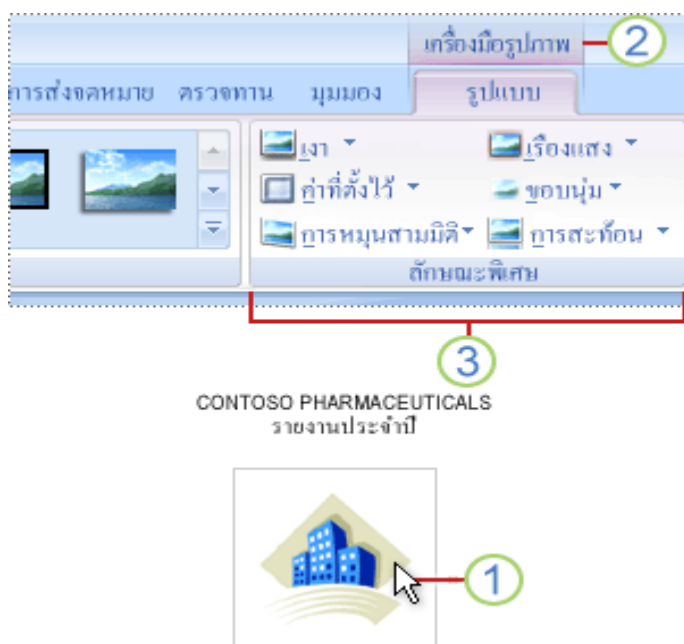 เครื่องมือรูปภาพ 2
การส่งจดหมาย ตรวจทาน มุมมอง รูปแบบ
เงา เรืองแสง
ค่าที่ตั้งไว้ ขอบนุ่ม
การหมุนสามมิติ การสะท้อน
ลักษณะพิเศษ
3
CONTOSO PHARMACEUTICALS
รายงานประจำปี
1